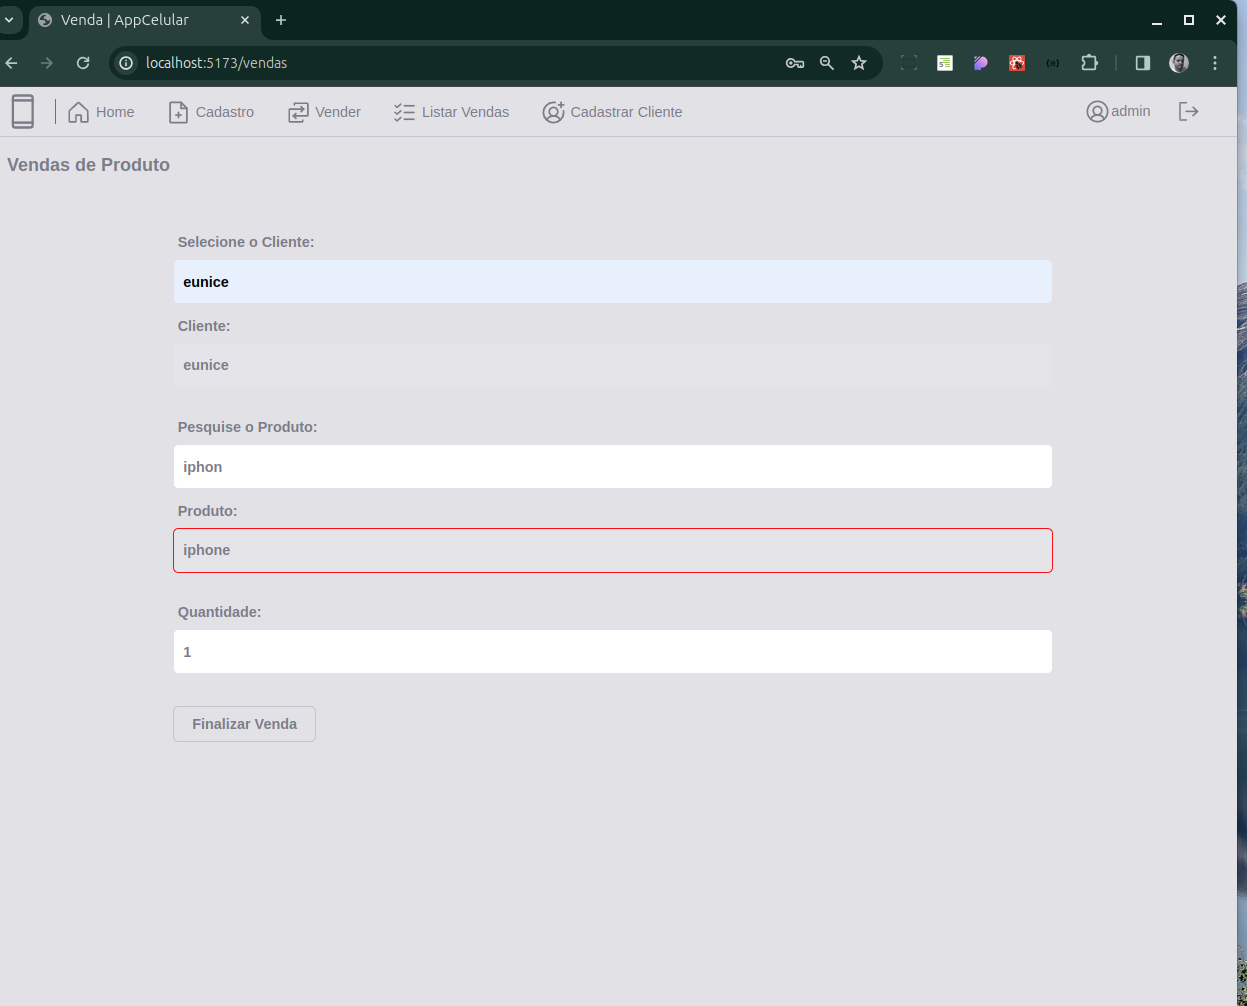 Venda | AppCelular
localhost:5173/vendas
Home Cadastro Vender Listar Vendas Cadastrar Cliente admin
Vendas de Produto
Selecione o Cliente:
eunice
Cliente:
eunice
Pesquise o Produto:
iphon
Produto:
iphone
Quantidade:
1
Finalizar Venda